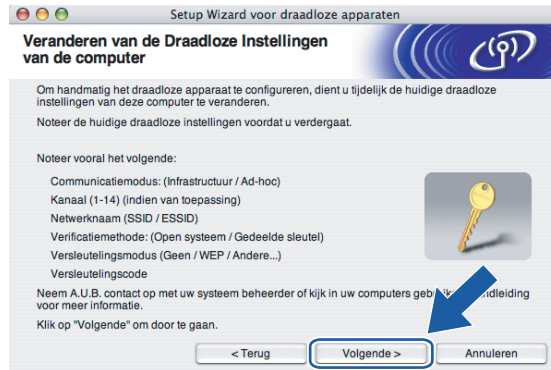 Setup Wizard voor draadloze apparaten
Veranderen van de Draadloze Instellingen
van de computer
Om handmatig het draadloze apparaat te configureren, dient u tijdelijk de huidige draadloze
instellingen van deze computer te veranderen.
Noteer de huidige draadloze instellingen voordat u verdergaat.
Noteer vooral het volgende:
Communicatiemodus: (Infrastructuur / Ad-hoc)
Kanaal (1-14) (indien van toepassing)
Netwerknaam (SSID / ESSID)
Verificatiemethode: (Open systeem / Gedeelde sleutel)
Versleutelingsmodus (Geen / WEP / Andere...)
Versleutelingscode
Neem A.U.B. contact op met uw systeem beheerder of kijk in uw computers
voor meer informatie.
Klik op "Volgende" om door te gaan.
< Terug
Volgende >
Annuleren